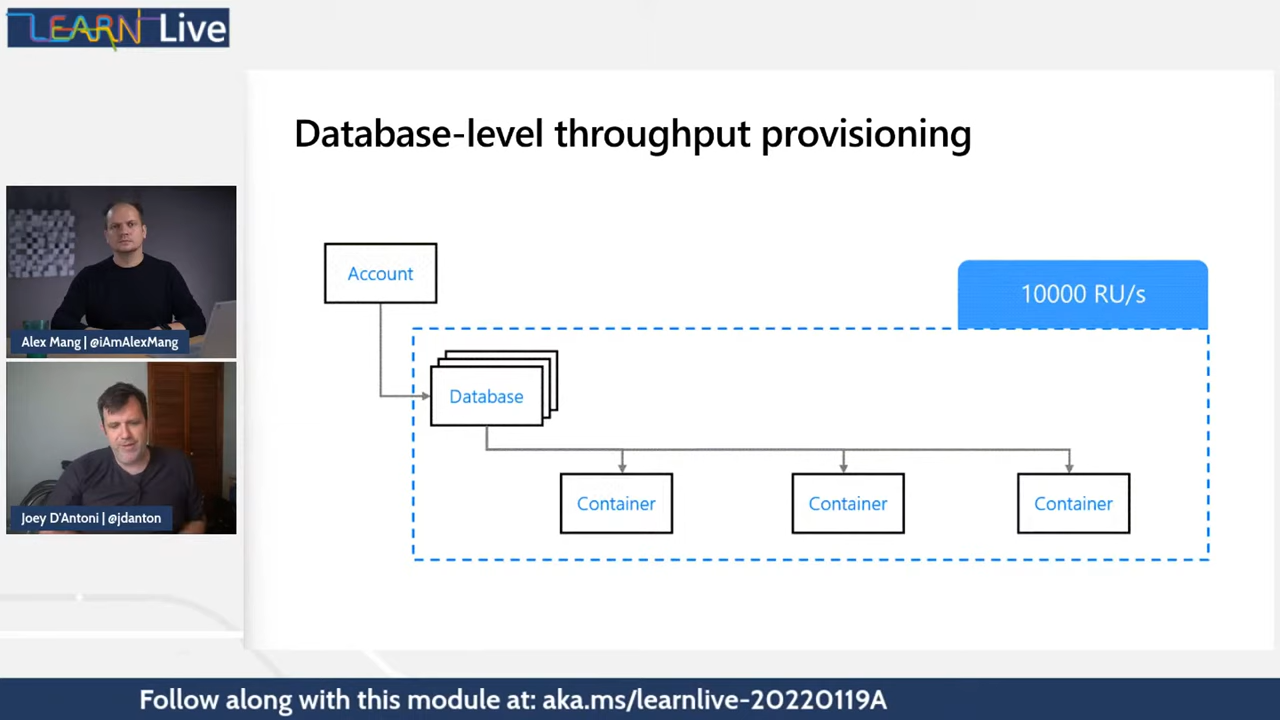 LEARN Live
Database-level throughput provisioning
Account
10000 RU/s
Database
Container
Container
Container
Alex Mang | @iAmAlexMang
Joey D'Antoni | @jdanton
Follow along with this module at: aka.ms/learnlive-20220119A